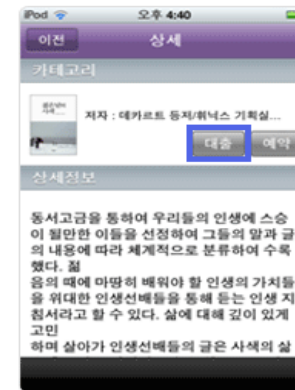 iPod 오후 4:40
이전 상세
카테고리
저자 : 데카르트 등저/휘닉스 기획실...
대출 예약
상세정보
동서고금을 통하여 우리들의 인생에 스승
이 될만한 이들을 선정하여 그들의 말과 글
의 내용에 따라 체계적으로 분류하여 수록
했다. 젊
음의 때에 마땅히 배워야 할 인생의 가치들
을 위대한 인생선배들을 통해 듣는 인생 지
침서라고 할 수 있다. 삶에 대해 깊이 있게
고민
하며 살아가 인생선배들의 글은 사색의 삶